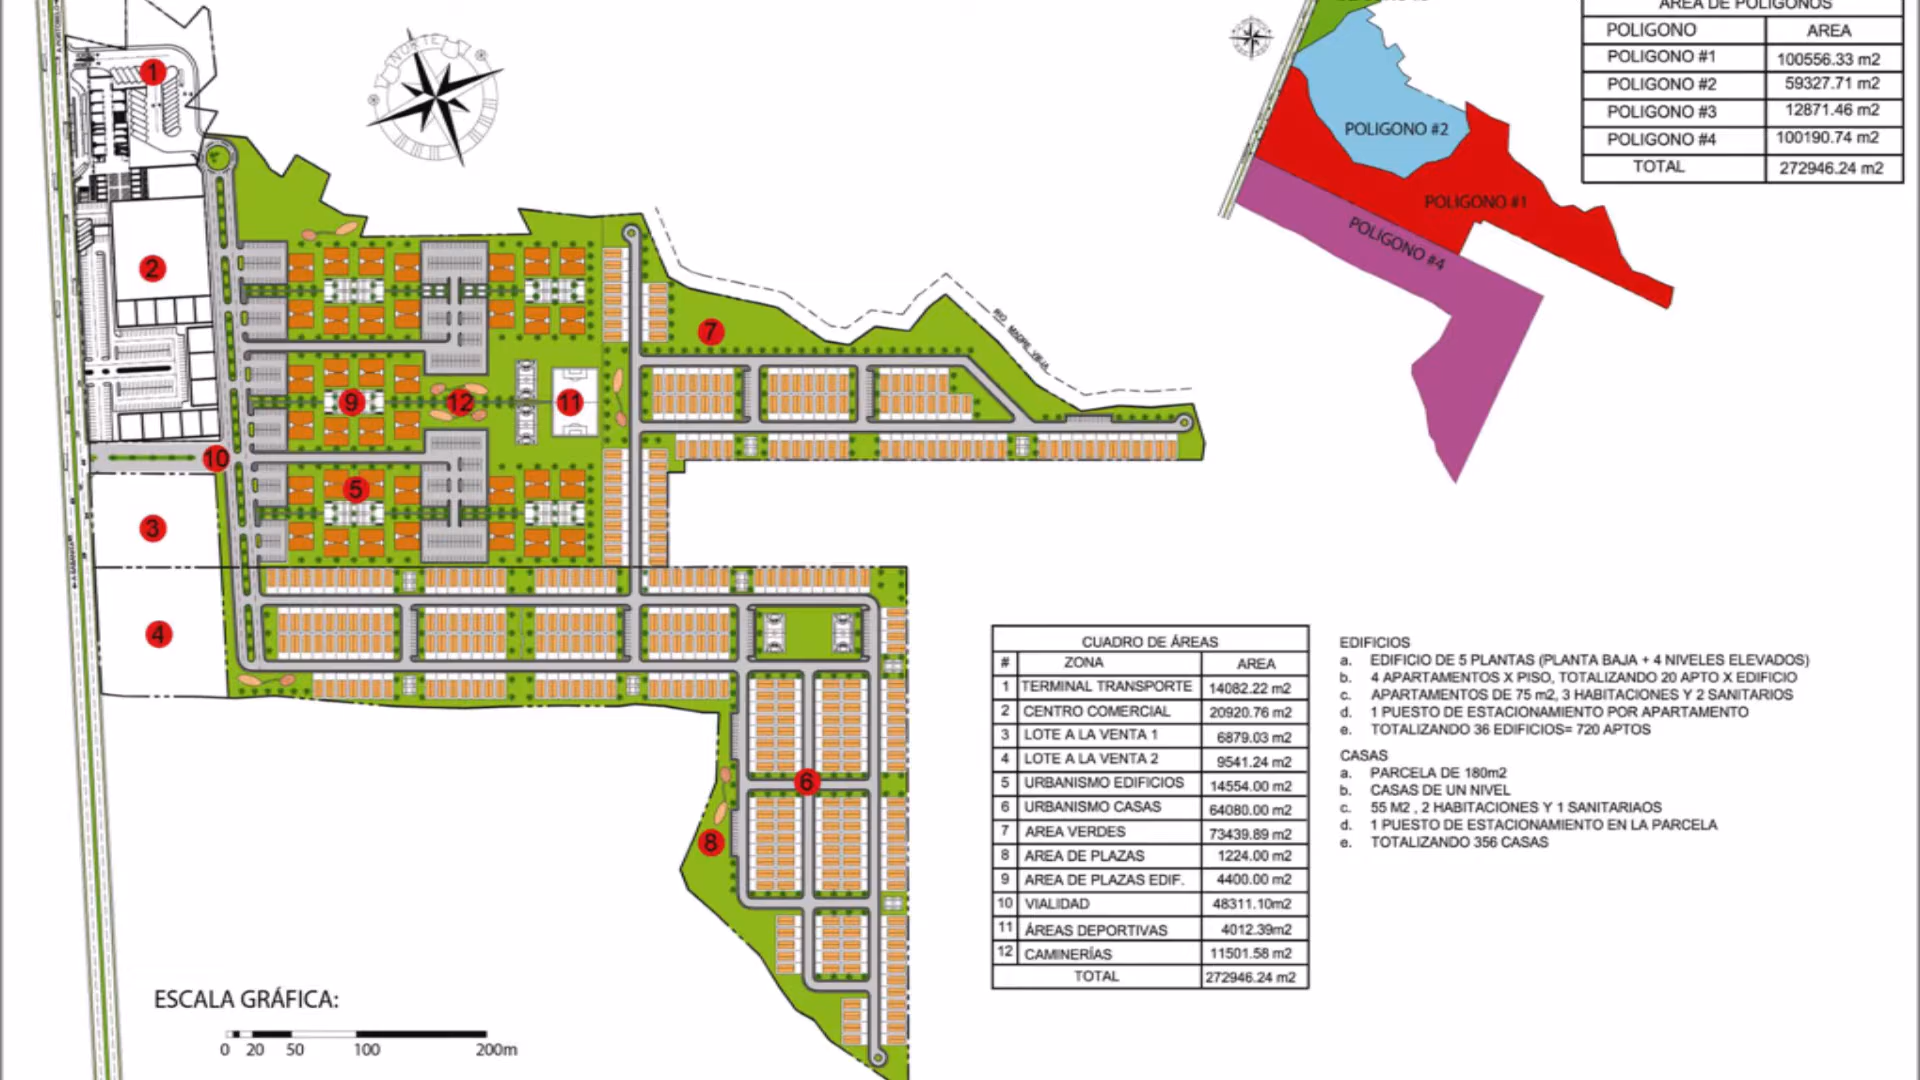 AREA DE POLIGONOS
POLIGONO AREA
POLIGONO #1 100556.33 m2
POLIGONO #2 59327.71 m2
POLIGONO #3 12871.46 m2
POLIGONO #4 100190.74 m2
TOTAL 272946.24 m2
NORTE
POLIGONO #2
POLIGONO #1
POLIGONO #4
1
2
3
4
5
6
7
8
9
10
11
12
RIO MADRE VIEJA
CUADRO DE ÁREAS
# ZONA AREA
1 TERMINAL TRANSPORTE 14082.22 m2
2 CENTRO COMERCIAL 20920.76 m2
3 LOTE A LA VENTA 1 6879.03 m2
4 LOTE A LA VENTA 2 9541.24 m2
5 URBANISMO EDIFICIOS 14554.00 m2
6 URBANISMO CASAS 64080.00 m2
7 AREA VERDES 73439.89 m2
8 AREA DE PLAZAS 1224.00 m2
9 AREA DE PLAZAS EDIF. 4400.00 m2
10 VIALIDAD 48311.10m2
11 ÁREAS DEPORTIVAS 4012.39m2
12 CAMINERÍAS 11501.58 m2
TOTAL 272946.24 m2
EDIFICIOS
a. EDIFICIO DE 5 PLANTAS (PLANTA BAJA + 4 NIVELES ELEVADOS)
b. 4 APARTAMENTOS X PISO, TOTALIZANDO 20 APTO X EDIFICIO
c. APARTAMENTOS DE 75 m2, 3 HABITACIONES Y 2 SANITARIOS
d. 1 PUESTO DE ESTACIONAMIENTO POR APARTAMENTO
e. TOTALIZANDO 36 EDIFICIOS= 720 APTOS
CASAS
a. PARCELA DE 180m2
b. CASAS DE UN NIVEL
c. 55 M2 , 2 HABITACIONES Y 1 SANITARIAOS
d. 1 PUESTO DE ESTACIONAMIENTO EN LA PARCELA
e. TOTALIZANDO 356 CASAS
ESCALA GRÁFICA:
0 20 50 100 200m